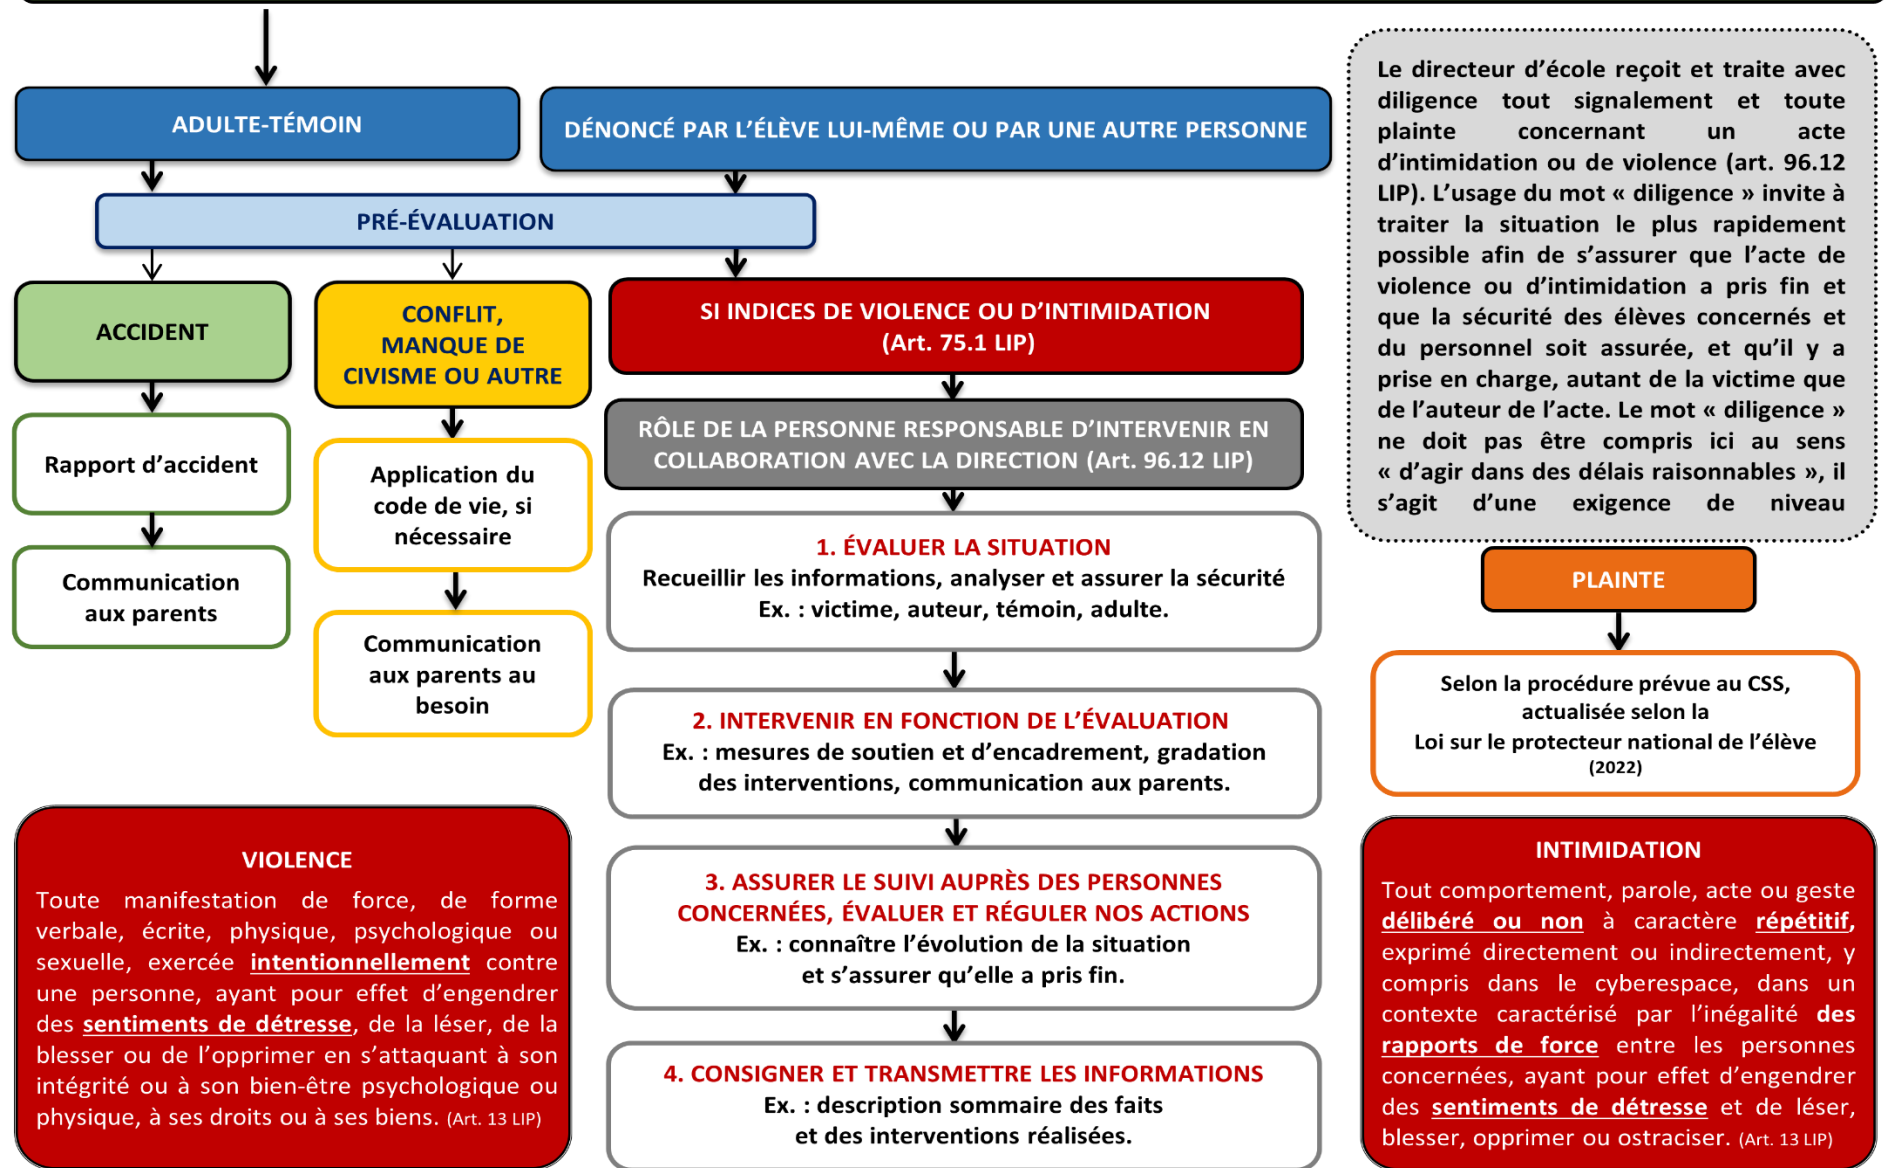 ADULTE-TÉMOIN
DÉNONCÉ PAR L'ÉLÈVE LUI-MÊME OU PAR UNE AUTRE PERSONNE
PRÉ-ÉVALUATION
ACCIDENT
Rapport d'accident
Communication
aux parents
CONFLIT,
MANQUE DE
CIVISME OU AUTRE
Application du
code de vie, si
nécessaire
Communication
aux parents au
besoin
SI INDICES DE VIOLENCE OU D'INTIMIDATION
(Art. 75.1 LIP)
RÔLE DE LA PERSONNE RESPONSABLE D'INTERVENIR EN
COLLABORATION AVEC LA DIRECTION (Art. 96.12 LIP)
1. ÉVALUER LA SITUATION
Recueillir les informations, analyser et assurer la sécurité
Ex. : victime, auteur, témoin, adulte.
2. INTERVENIR EN FONCTION DE L'ÉVALUATION
Ex. : mesures de soutien et d'encadrement, gradation
des interventions, communication aux parents.
3. ASSURER LE SUIVI AUPRÈS DES PERSONNES
CONCERNÉES, ÉVALUER ET RÉGULER NOS ACTIONS
Ex. : connaître l'évolution de la situation
et s'assurer qu'elle a pris fin.
4. CONSIGNER ET TRANSMETTRE LES INFORMATIONS
Ex. : description sommaire des faits
et des interventions réalisées.
Le directeur d'école reçoit et traite avec
diligence tout signalement et toute
plainte concernant un acte
d'intimidation ou de violence (art. 96.12
LIP). L'usage du mot « diligence » invite à
traiter la situation le plus rapidement
possible afin de s'assurer que l'acte de
violence ou d'intimidation a pris fin et
que la sécurité des élèves concernés et
du personnel soit assurée, et qu'il y a
prise en charge, autant de la victime que
de l'auteur de l'acte. Le mot « diligence »
ne doit pas être compris ici au sens
« d'agir dans des délais raisonnables », il
s'agit d'une exigence de niveau
PLAINTE
Selon la procédure prévue au CSS,
actualisée selon la
Loi sur le protecteur national de l'élève
(2022)
VIOLENCE
Toute manifestation de force, de forme
verbale, écrite, physique, psychologique ou
sexuelle, exercée intentionnellement contre
une personne, ayant pour effet d'engendrer
des sentiments de détresse, de la léser, de la
blesser ou de l'opprimer en s'attaquant à son
intégrité ou à son bien-être psychologique ou
physique, à ses droits ou à ses biens. (Art. 13 LIP)
INTIMIDATION
Tout comportement, parole, acte ou geste
délibéré ou non à caractère répétitif,
exprimé directement ou indirectement, y
compris dans le cyberespace, dans un
contexte caractérisé par l'inégalité des
rapports de force entre les personnes
concernées, ayant pour effet d'engendrer
des sentiments de détresse et de léser,
blesser, opprimer ou ostraciser. (Art. 13 LIP)